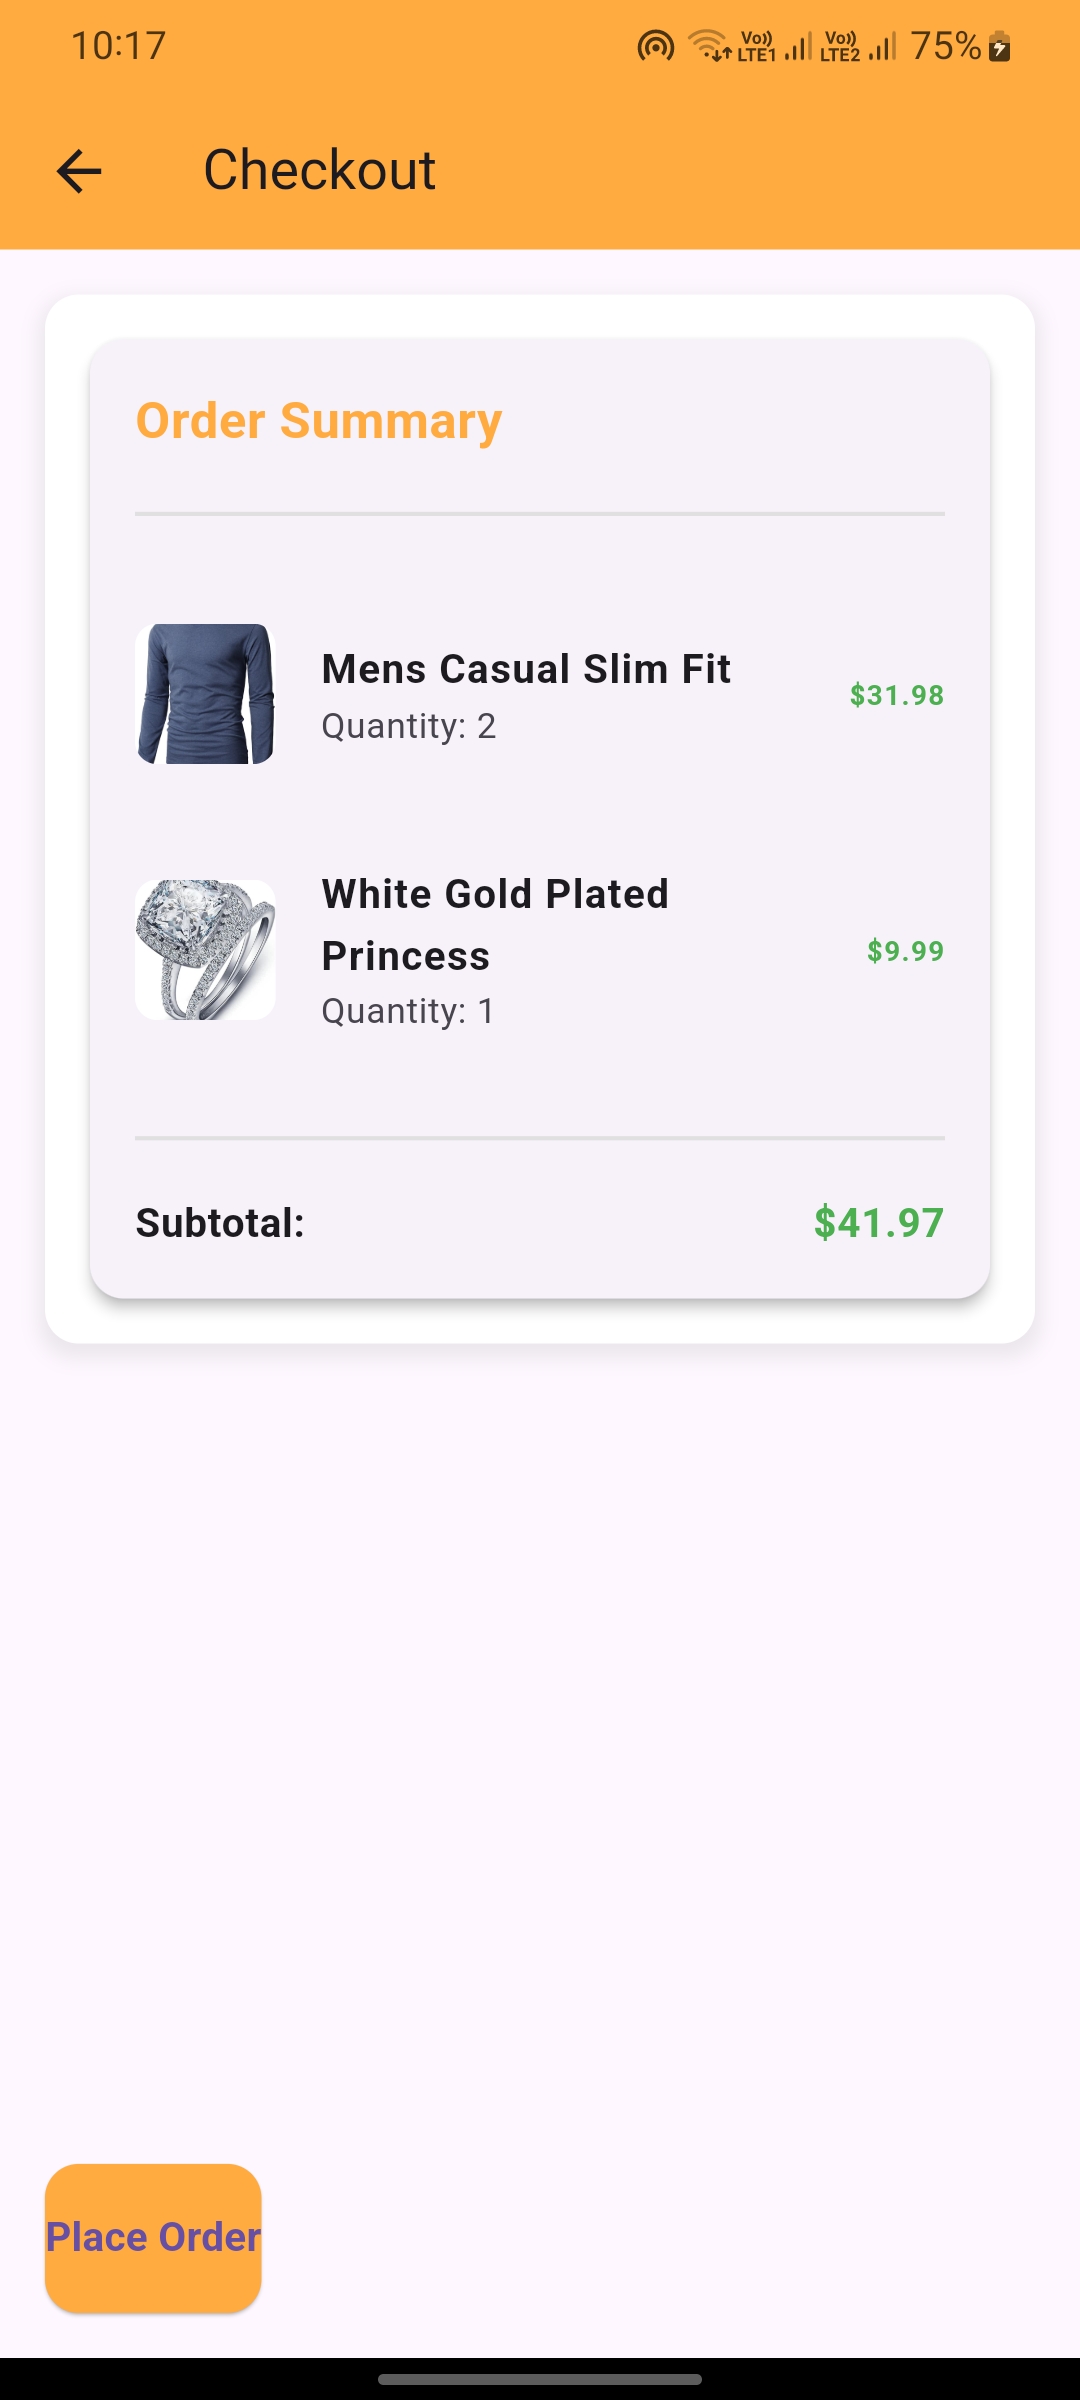 10:17
Vo)) LTE1 Vo)) LTE2 75%
Checkout
Order Summary
Mens Casual Slim Fit
Quantity: 2
$31.98
White Gold Plated
Princess
Quantity: 1
$9.99
Subtotal: $41.97
Place Order